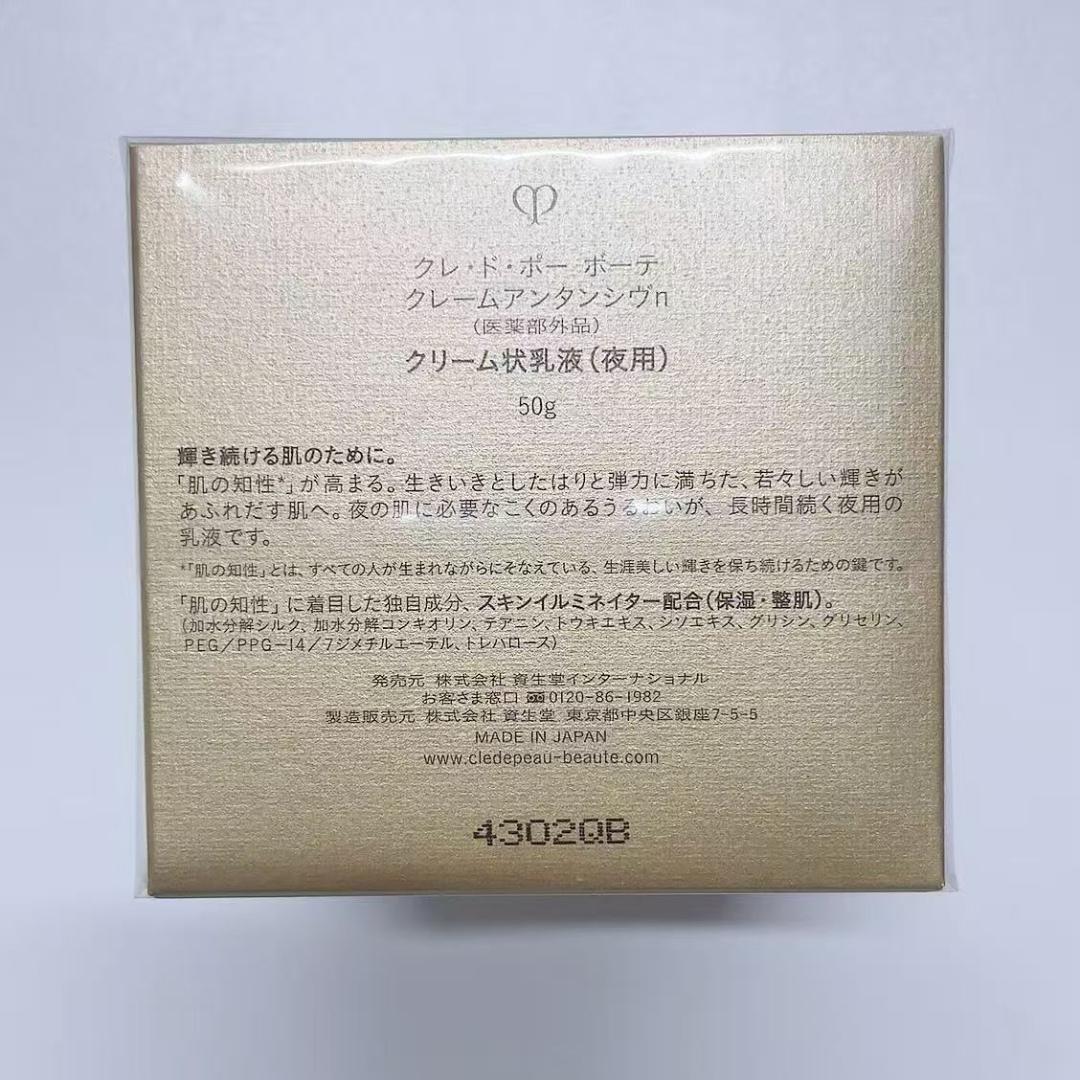 クレ・ド・ポー ボーテ
クレームアンタンシヴn
(医薬部外品)
クリーム状乳液(夜用)
50g
輝き続ける肌のために。
「肌の知性*」が高まる。生きいきとしたはりと弾力に満ちた、若々しい輝きが
あふれだす肌へ。夜の肌に必要なこくのあるうるおいが、長時間続く夜用の
乳液です。
*「肌の知性」とは、すべての人が生まれながらにそなえている、生涯美しい輝きを保ち続けるための鍵です。
「肌の知性」に着目した独自成分、スキンイルミネイター配合(保湿・整肌)。
(加水分解シルク、加水分解コンキオリン、テアニン、トウキエキス、シソエキス、グリシン、グリセリン、
PEG/PPG-14/7ジメチルエーテル、トレハロース)
発売元 株式会社 資生堂インターナショナル
お客さま窓口 0120-86-1982
製造販売元 株式会社 資生堂 東京都中央区銀座7-5-5
MADE IN JAPAN
www.cledepeau-beaute.com
4302QB